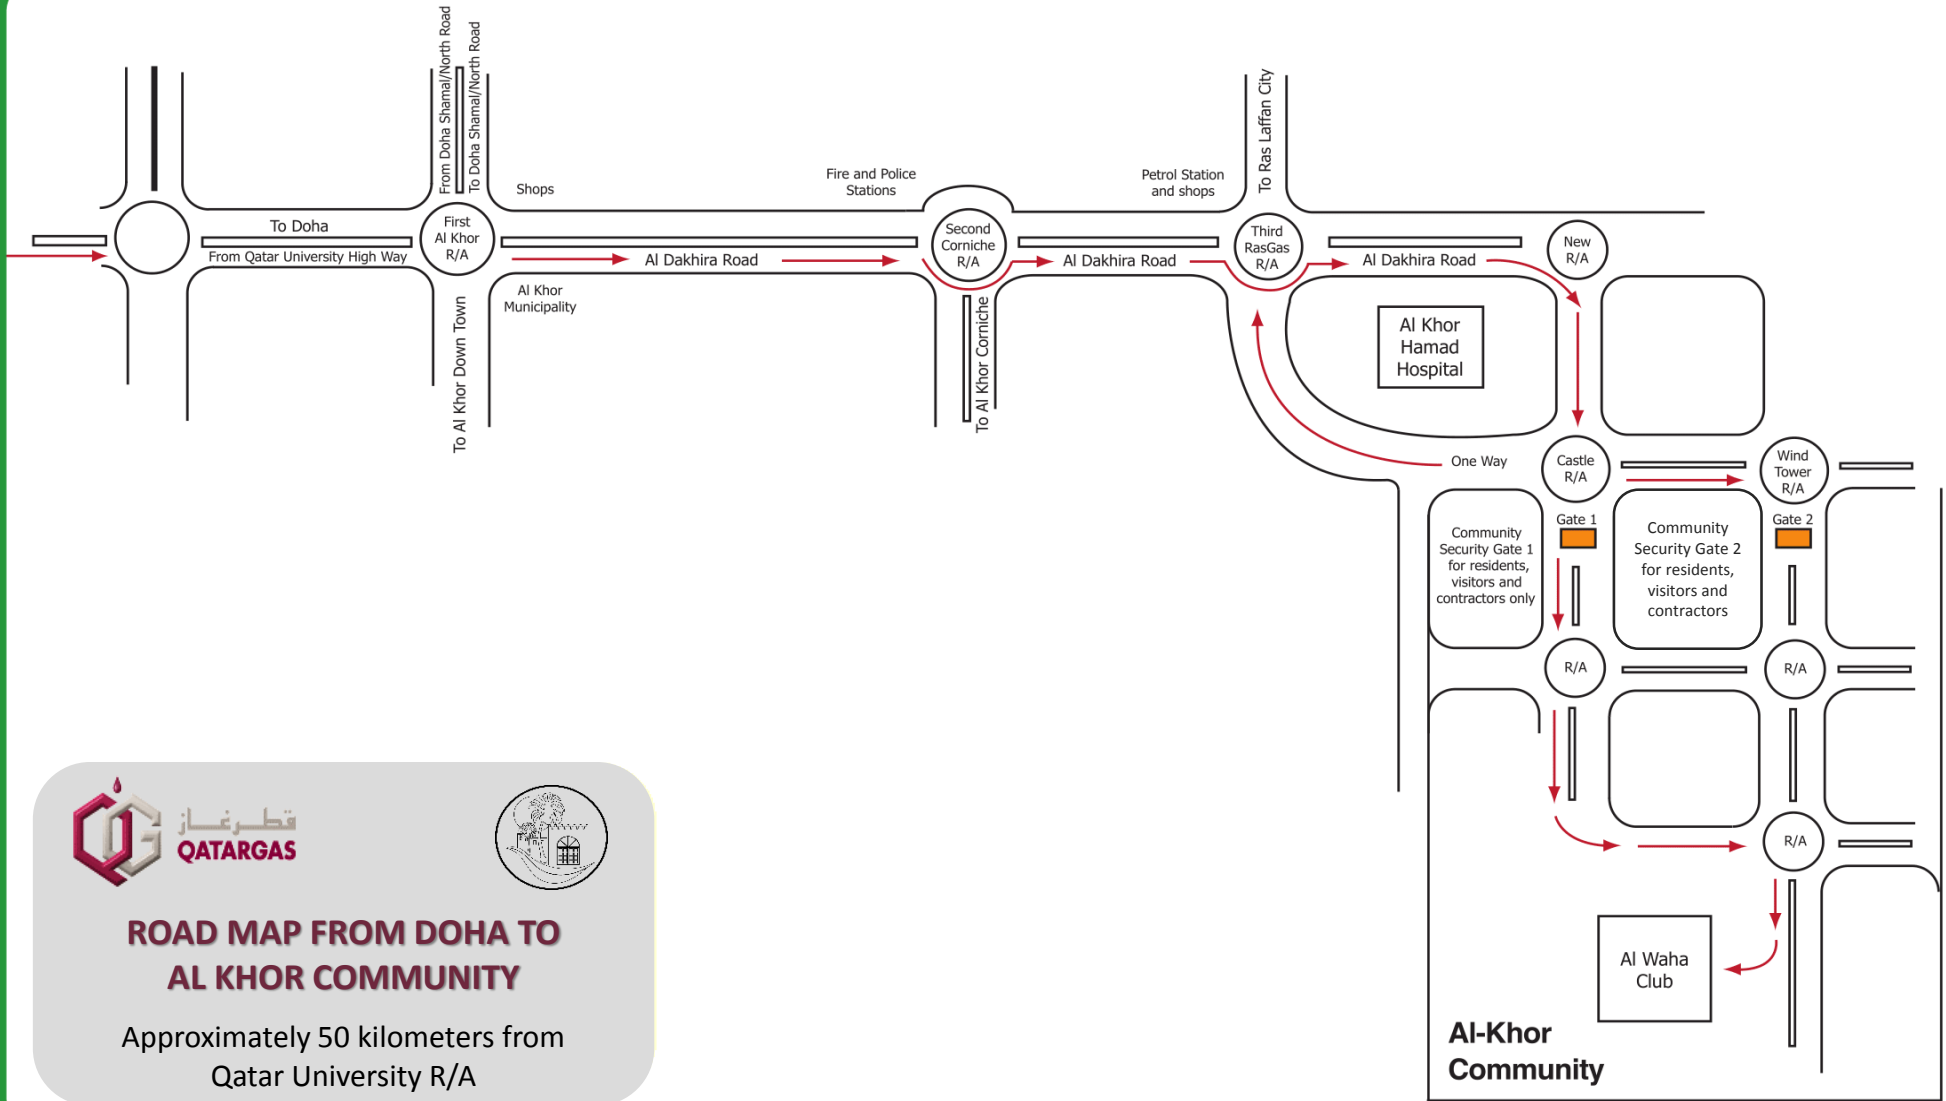 From Doha Shamal/North Road
To Doha Shamal/North Road
To Ras Laffan City
Shops
Fire and Police
Stations
Petrol Station
and shops
To Doha
From Qatar University High Way
First
Al Khor
R/A
Al Dakhira Road
Second
Corniche
R/A
Al Dakhira Road
Third
RasGas
R/A
Al Dakhira Road
New
R/A
Al Khor
Municipality
To Al Khor Down Town
To Al Khor Corniche
Al Khor
Hamad
Hospital
One Way
Castle
R/A
Wind
Tower
R/A
Gate 1
Gate 2
Community
Security Gate 1
for residents,
visitors and
contractors only
Community
Security Gate 2
for residents,
visitors and
contractors
R/A
R/A
R/A
Al Waha
Club
Al-Khor
Community
قطرغاز
QATARGAS
ROAD MAP FROM DOHA TO
AL KHOR COMMUNITY
Approximately 50 kilometers from
Qatar University R/A